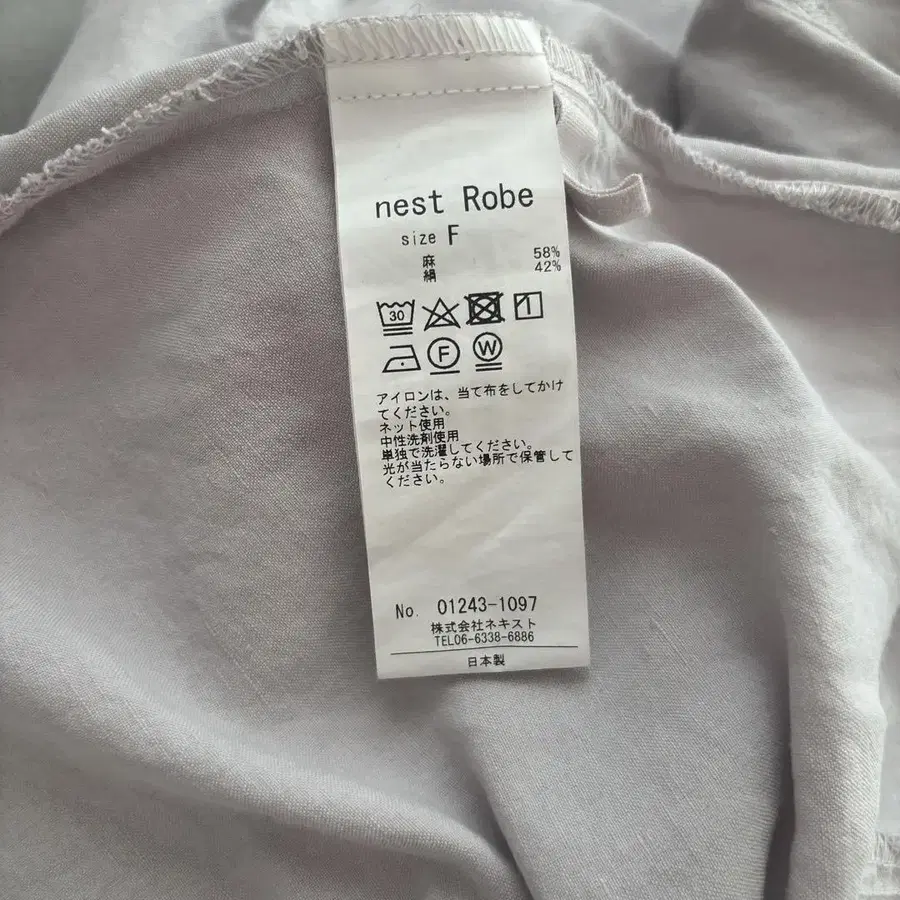 nest Robe
size F
麻 58%
絹 42%
30
F W
アイロンは、当て布をしてかけ
てください。
ネット使用
中性洗剤使用
単独で洗濯してください。
光が当たらない場所で保管して
ください。
No. 01243-1097
株式会社ネキスト
TEL06-6338-6886
日本製